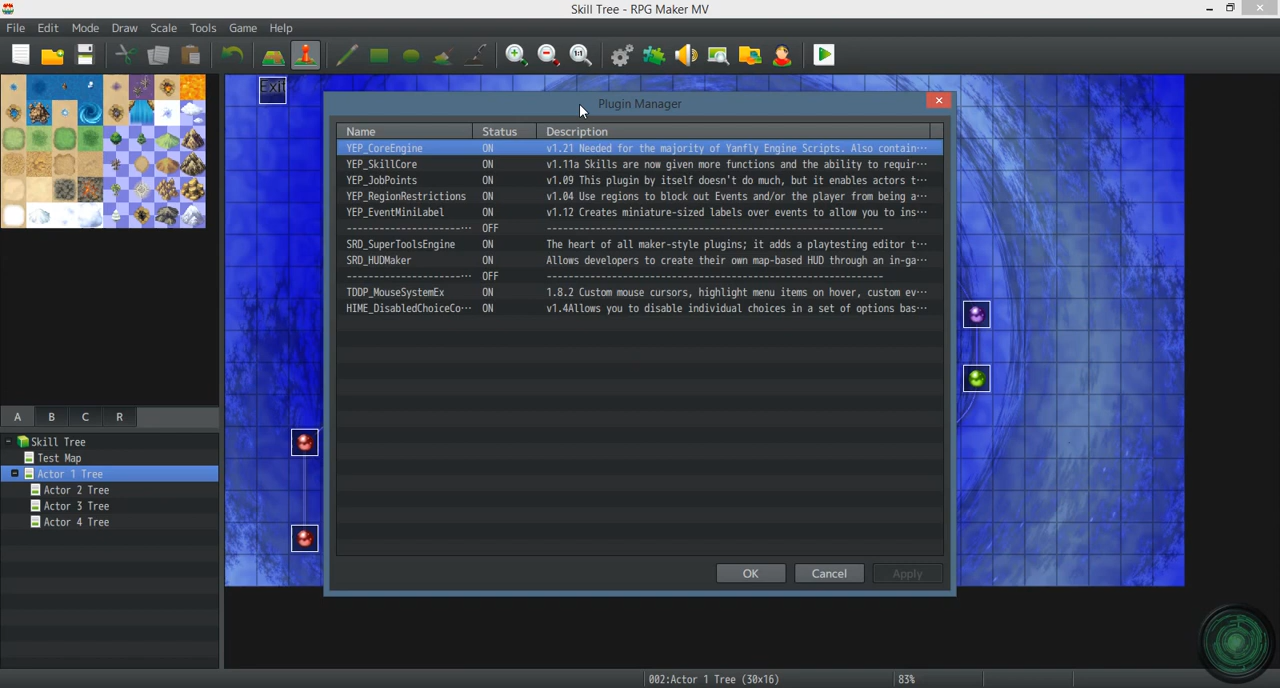 Skill Tree - RPG Maker MV
File Edit Mode Draw Scale Tools Game Help
EXIT
Plugin Manager
Name Status Description
YEP_CoreEngine ON v1.21 Needed for the majority of Yanfly Engine Scripts. Also contain…
YEP_SkillCore ON v1.11a Skills are now given more functions and the ability to requir…
YEP_JobPoints ON v1.09 This plugin by itself doesn't do much, but it enables actors t…
YEP_RegionRestrictions ON v1.04 Use regions to block out Events and/or the player from being a…
YEP_EventMiniLabel ON v1.12 Creates miniature-sized labels over events to allow you to ins…
----------------------… OFF ------------------------------------------------------------
SRD_SuperToolsEngine ON The heart of all maker-style plugins; it adds a playtesting editor t…
SRD_HUDMaker ON Allows developers to create their own map-based HUD through an in-ga…
----------------------… OFF ------------------------------------------------------------
TDDP_MouseSystemEx ON 1.8.2 Custom mouse cursors, highlight menu items on hover, custom ev…
HIME_DisabledChoiceCo… ON v1.4Allows you to disable individual choices in a set of options bas…
OK Cancel Apply
A B C R
Skill Tree
Test Map
Actor 1 Tree
Actor 2 Tree
Actor 3 Tree
Actor 4 Tree
002:Actor 1 Tree (30x16) 83%